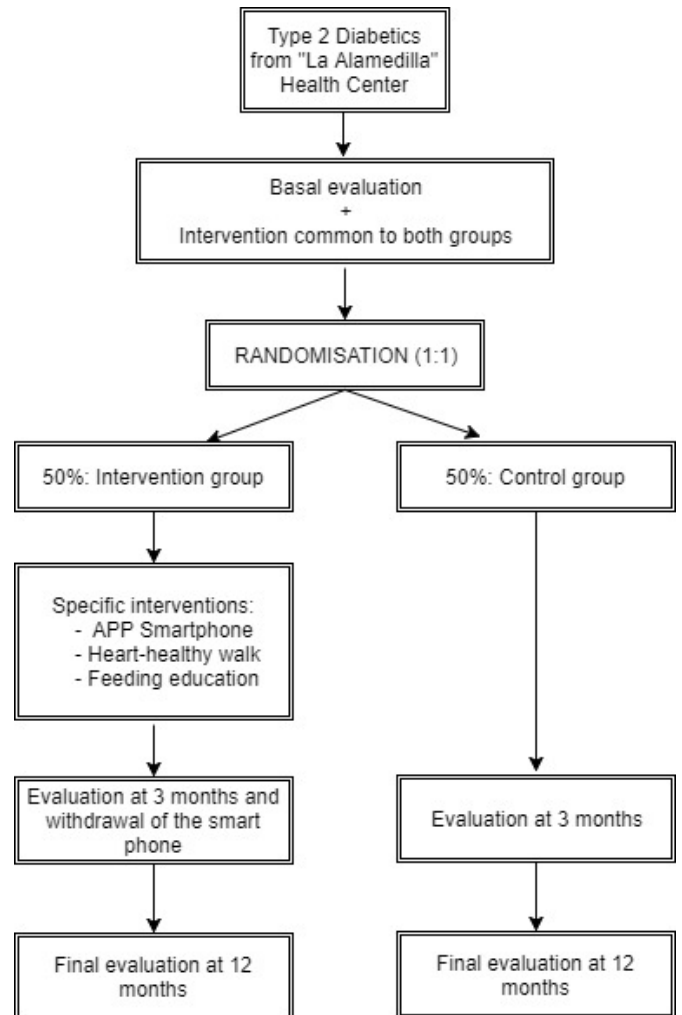 Type 2 Diabetics
from "La Alamedilla"
Health Center
Basal evaluation
+
Intervention common to both groups
RANDOMISATION (1:1)
50%: Intervention group
50%: Control group
Specific interventions:
- APP Smartphone
- Heart-healthy walk
- Feeding education
Evaluation at 3 months and
withdrawal of the smart
phone
Evaluation at 3 months
Final evaluation at 12
months
Final evaluation at 12
months